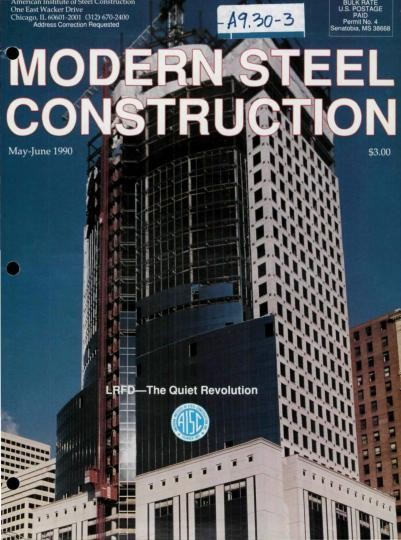 American Institute of Steel Construction
One East Wacker Drive
Chicago, IL 60601-2001 (312) 670-2400
Address Correction Requested
-A9.30-3
BULK RATE
U.S. POSTAGE
PAID
Permit No. 4
Senatobia, MS 38668
MODERN STEEL
CONSTRUCTION
May-June 1990
$3.00
LRFD—The Quiet Revolution
AISC